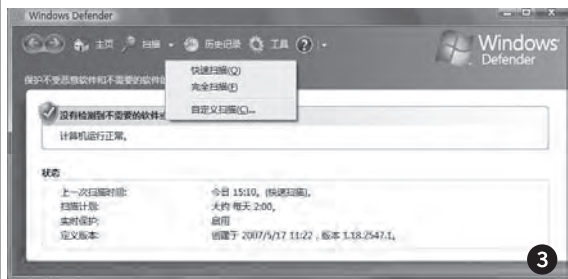 Windows Defender
主页 扫描 历史记录 工具
Windows
Defender
保护不受恶意软件和不需要的软件的
快速扫描(Q)
完全扫描(F)
自定义扫描(C)...
没有检测到不需要的软件或
计算机运行正常。
状态
上一次扫描时间: 今日 15:10, (快速扫描)。
扫描计划: 大约 每天 2:00。
实时保护: 启用
定义版本: 创建于 2007/5/17 11:22 , 版本 1.18.2547.1。
3